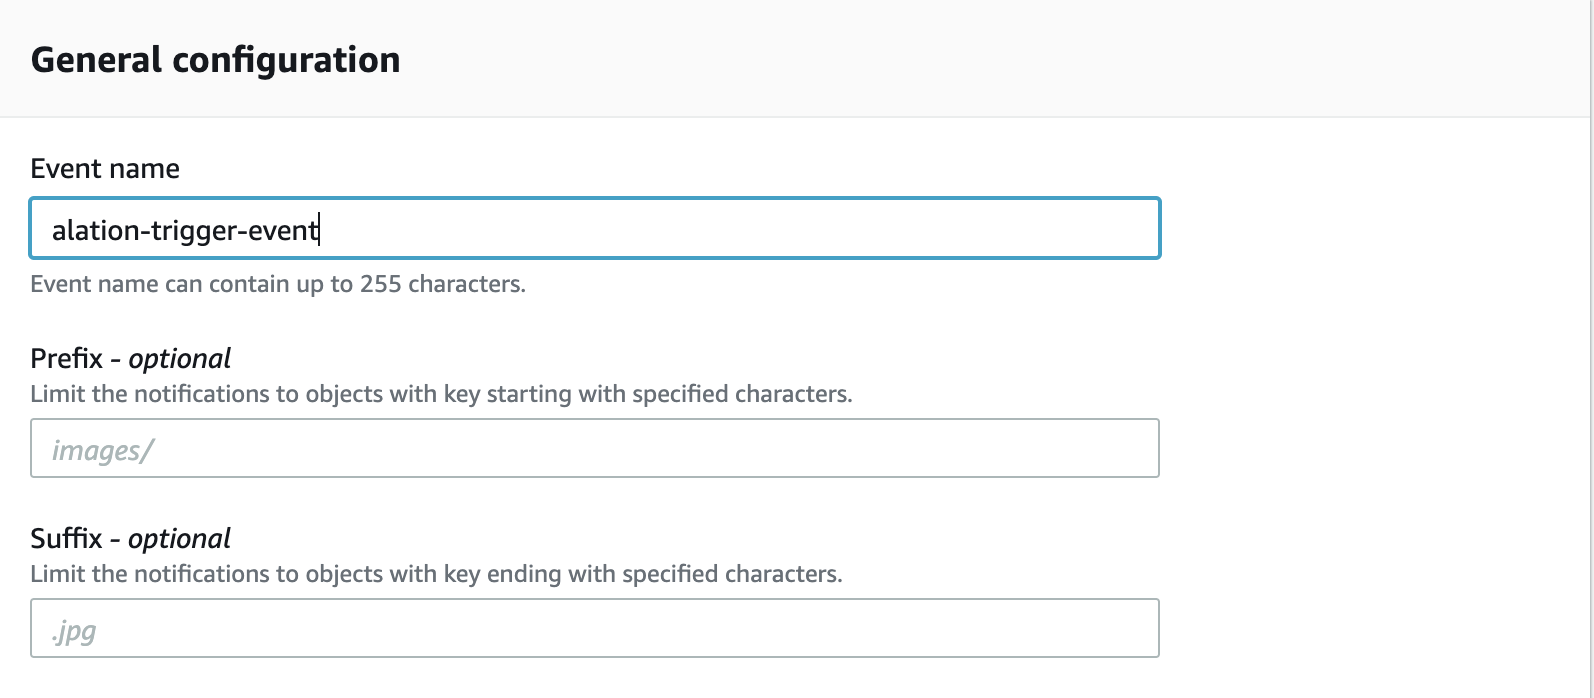 General configuration
Event name
alation-trigger-event
Event name can contain up to 255 characters.
Prefix - optional
Limit the notifications to objects with key starting with specified characters.
images/
Suffix - optional
Limit the notifications to objects with key ending with specified characters.
.jpg